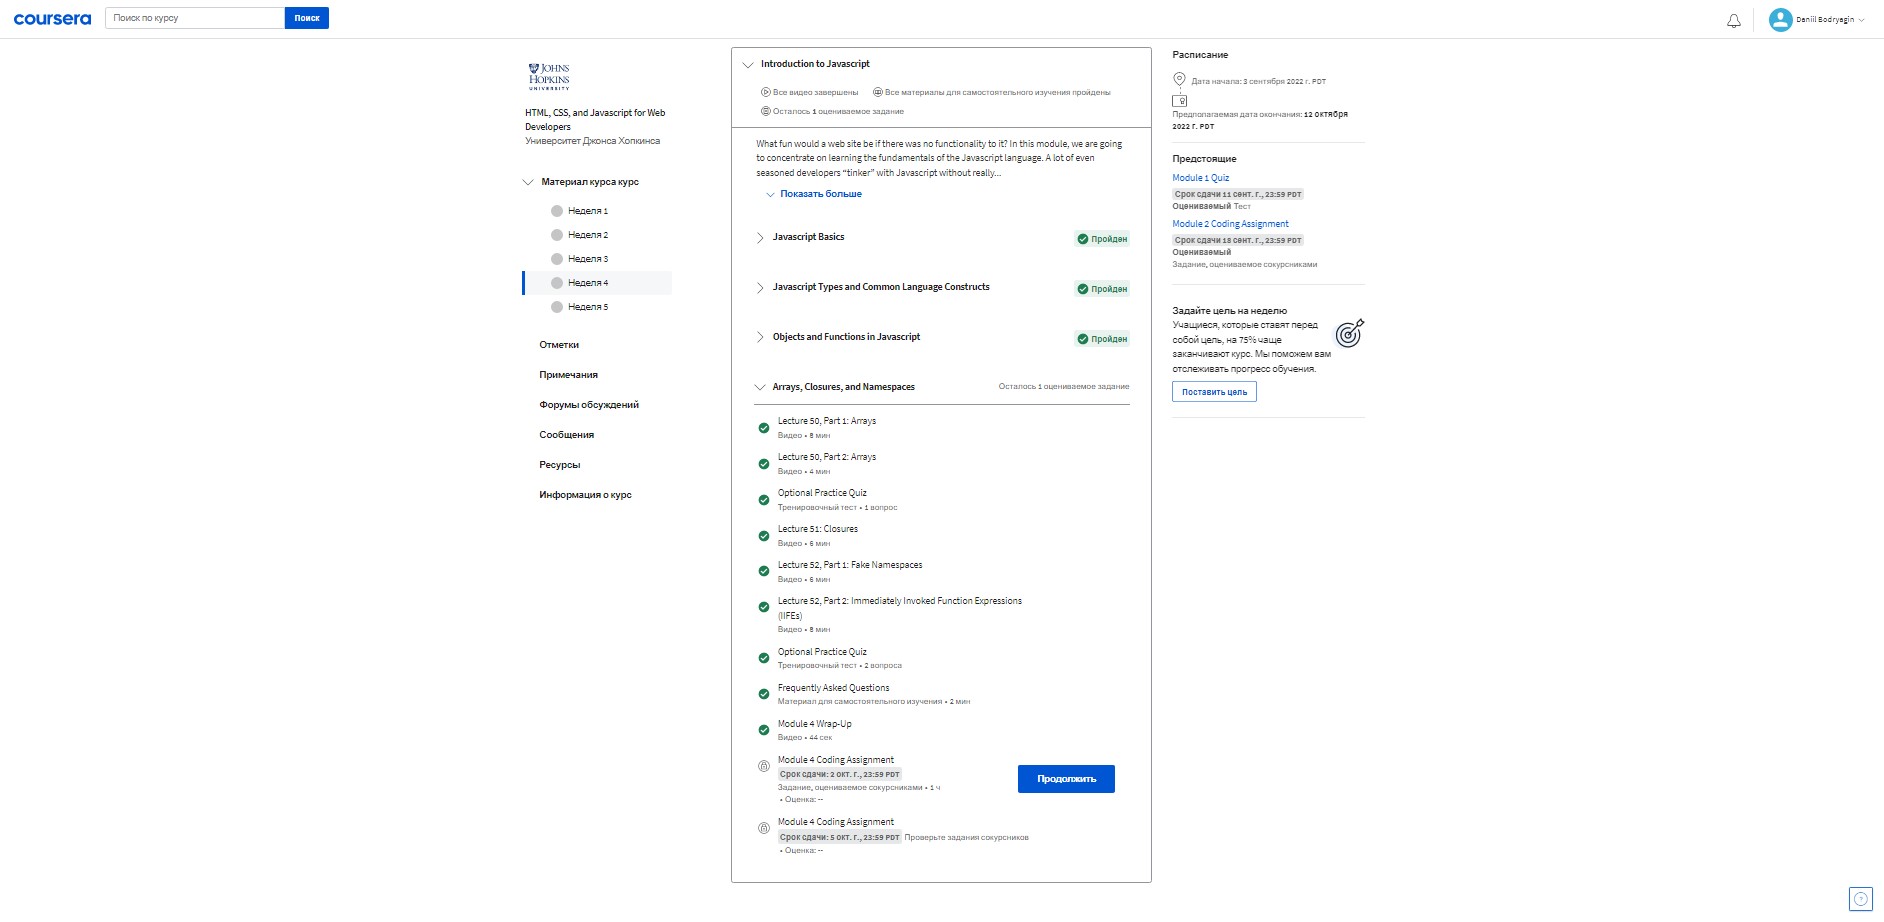 coursera
Поиск по курсу
Поиск
Daniil Bodryagin
JOHNS
HOPKINS
UNIVERSITY
HTML, CSS, and Javascript for Web
Developers
Университет Джонса Хопкинса
Материал курса курс
Неделя 1
Неделя 2
Неделя 3
Неделя 4
Неделя 5
Отметки
Примечания
Форумы обсуждений
Сообщения
Ресурсы
Информация о курс
Introduction to Javascript
Все видео завершены
Все материалы для самостоятельного изучения пройдены
Осталось 1 оцениваемое задание
What fun would a web site be if there was no functionality to it? In this module, we are going
to concentrate on learning the fundamentals of the Javascript language. A lot of even
seasoned developers “tinker” with Javascript without really...
Показать больше
Javascript Basics
Пройден
Javascript Types and Common Language Constructs
Пройден
Objects and Functions in Javascript
Пройден
Arrays, Closures, and Namespaces
Осталось 1 оцениваемое задание
Lecture 50, Part 1: Arrays
Видео • 8 мин
Lecture 50, Part 2: Arrays
Видео • 4 мин
Optional Practice Quiz
Тренировочный тест • 1 вопрос
Lecture 51: Closures
Видео • 6 мин
Lecture 52, Part 1: Fake Namespaces
Видео • 6 мин
Lecture 52, Part 2: Immediately Invoked Function Expressions
(IIFEs)
Видео • 8 мин
Optional Practice Quiz
Тренировочный тест • 2 вопроса
Frequently Asked Questions
Материал для самостоятельного изучения • 2 мин
Module 4 Wrap-Up
Видео • 44 сек
Module 4 Coding Assignment
Срок сдачи: 2 окт. г., 23:59 PDT
Задание, оцениваемое сокурсниками • 1 ч
• Оценка: --
Продолжить
Module 4 Coding Assignment
Срок сдачи: 5 окт. г., 23:59 PDT Проверьте задания сокурсников
• Оценка: --
Расписание
Дата начала: 3 сентября 2022 г. PDT
Предполагаемая дата окончания: 12 октября
2022 г. PDT
Предстоящие
Module 1 Quiz
Срок сдачи 11 сент. г., 23:59 PDT
Оцениваемый Тест
Module 2 Coding Assignment
Срок сдачи 18 сент. г., 23:59 PDT
Оцениваемый
Задание, оцениваемое сокурсниками
Задайте цель на неделю
Учащиеся, которые ставят перед
собой цель, на 75% чаще
заканчивают курс. Мы поможем вам
отслеживать прогресс обучения.
Поставить цель